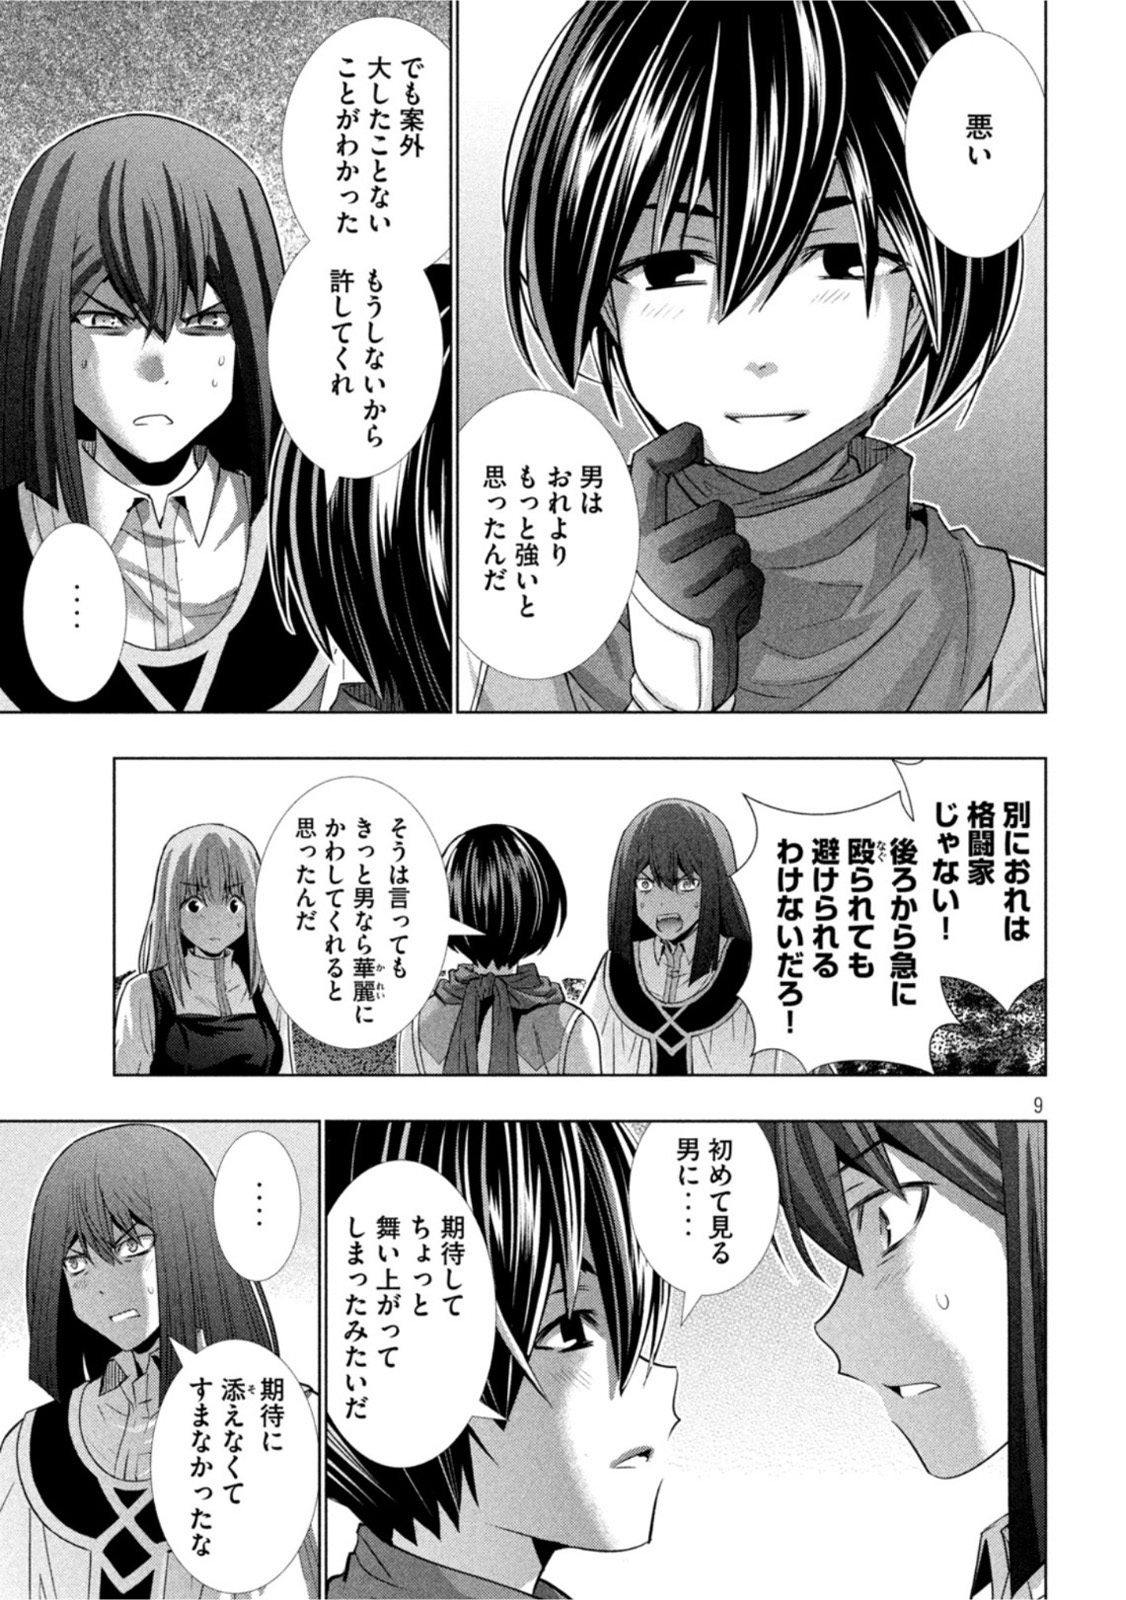 悪い
男は
おれより
もっと強いと
思ったんだ
でも案外
大したことない
ことがわかった
もうしないから
許してくれ
‥‥
別におれは
格闘家
じゃない！
後ろから急に
殴られても
なぐ
避けられる
わけないだろ！
そうは言っても
きっと男なら華麗に
かれい
かわしてくれると
思ったんだ
9
初めて見る
男に‥‥
期待して
ちょっと
舞い上がって
しまったみたいだ
‥‥
期待に
添えなくて
そ
すまなかったな